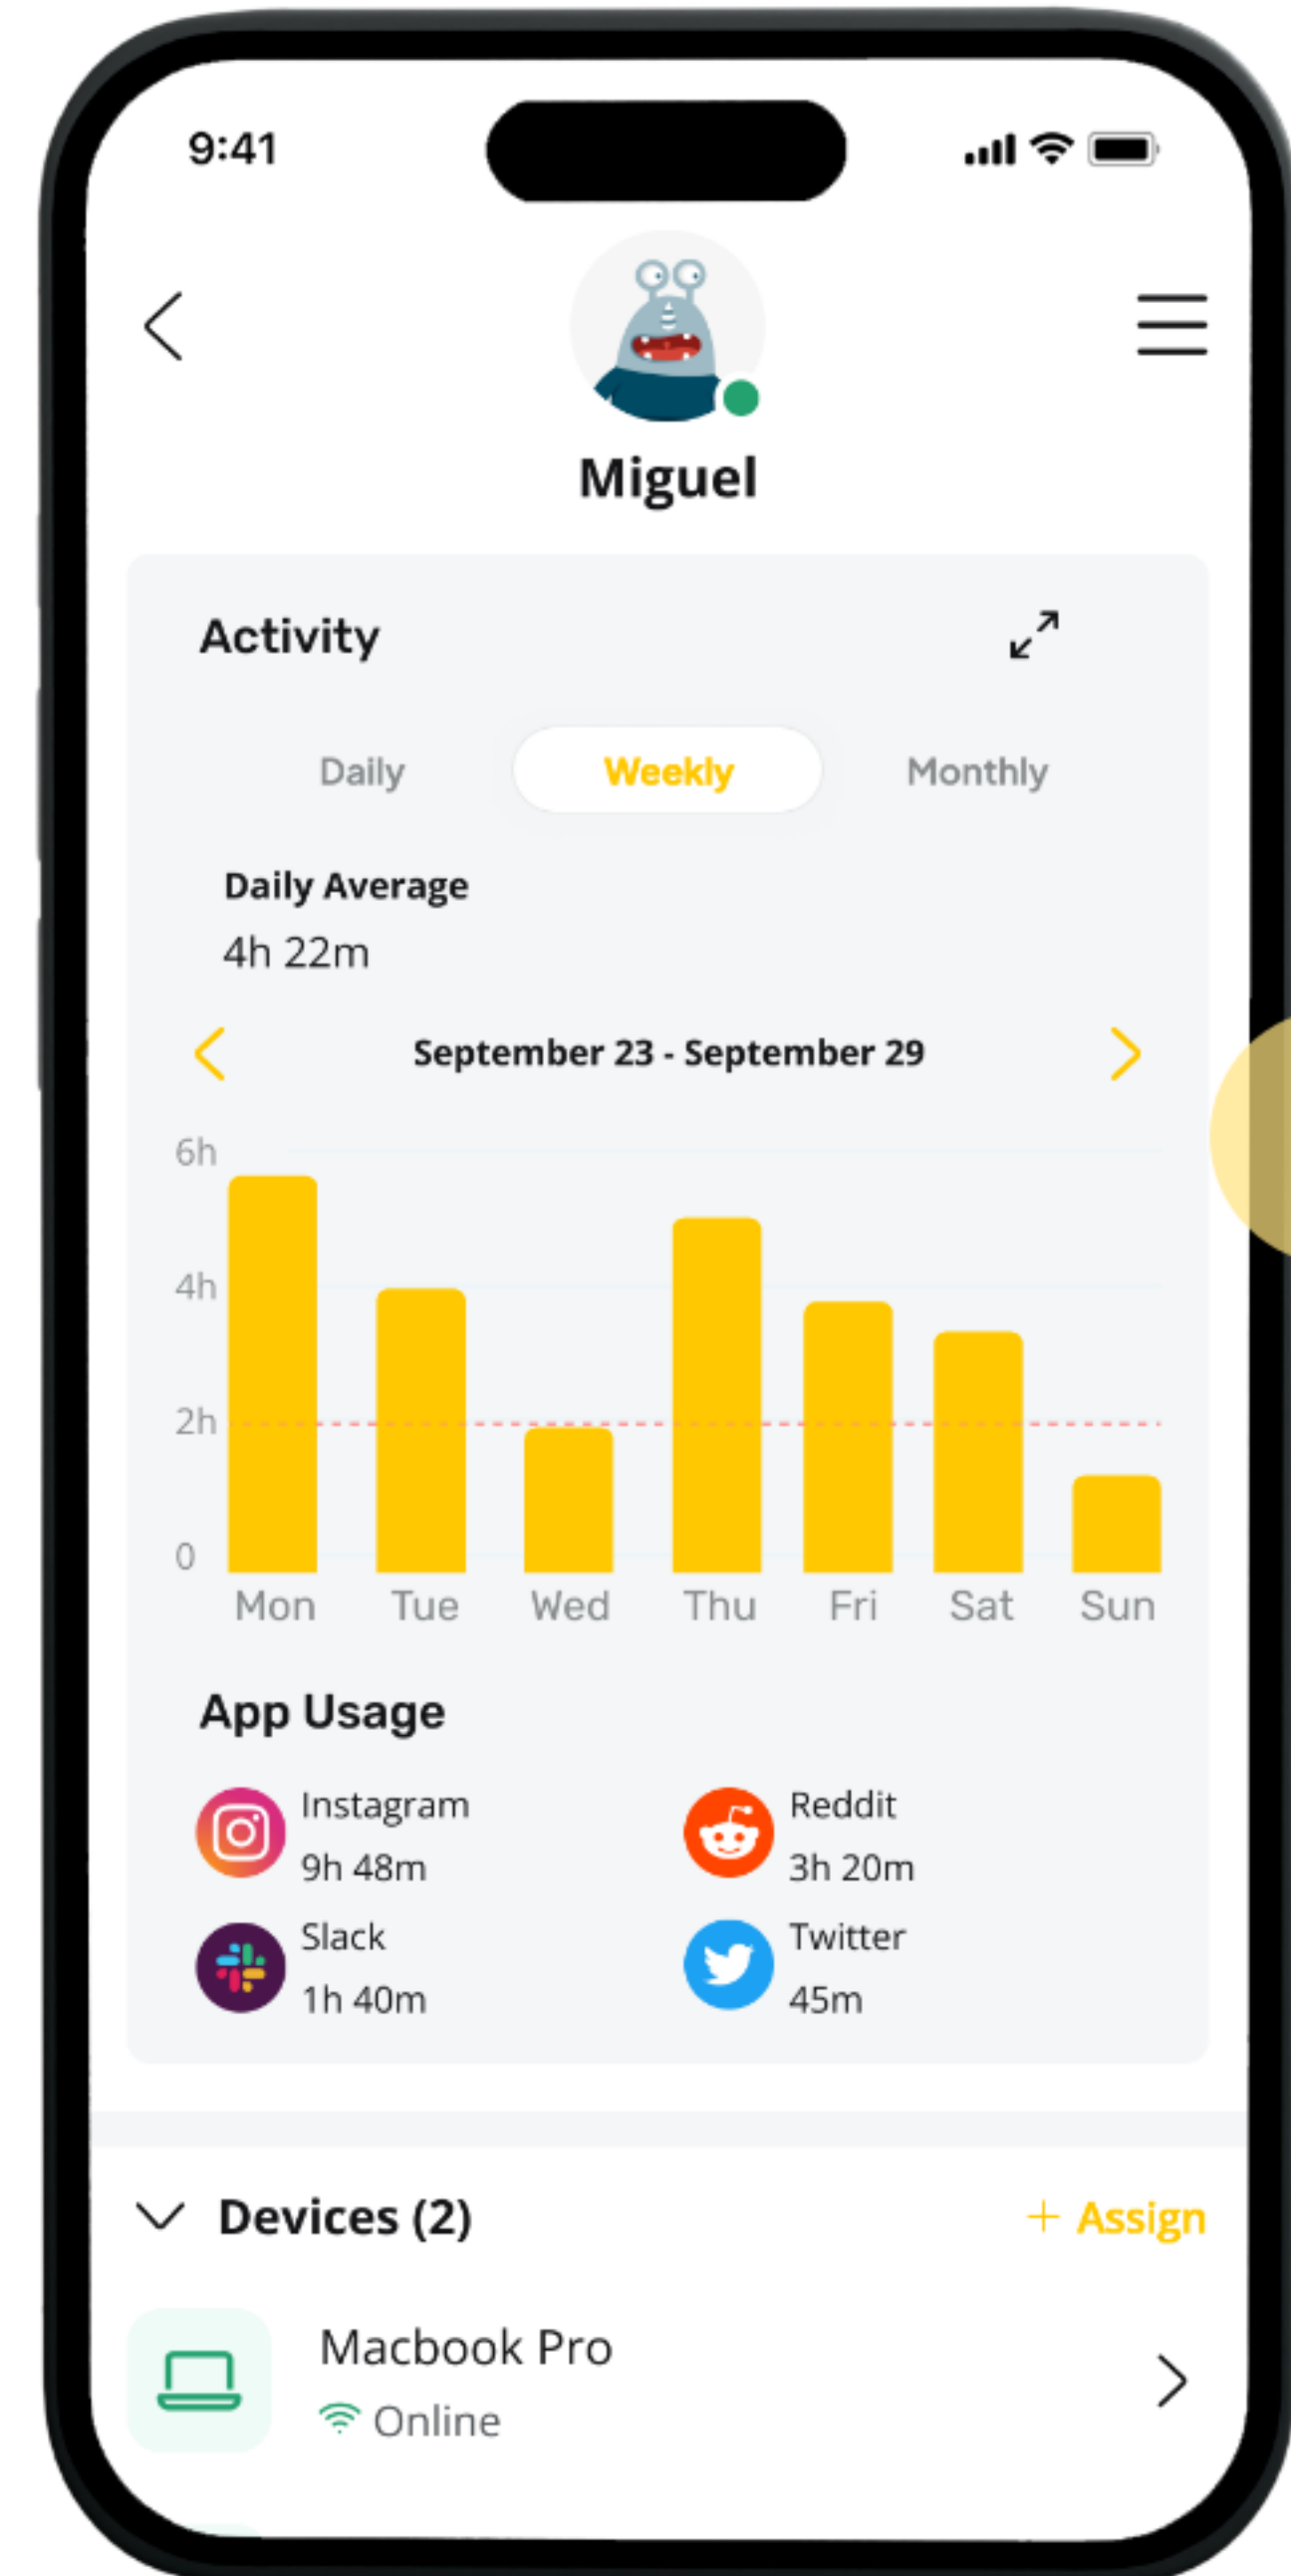 9:41
Miguel
Activity
Daily Weekly Monthly
Daily Average
4h 22m
September 23 - September 29
6h
4h
2h
0
Mon Tue Wed Thu Fri Sat Sun
App Usage
Instagram
9h 48m
Reddit
3h 20m
Slack
1h 40m
Twitter
45m
Devices (2)
+ Assign
Macbook Pro
Online